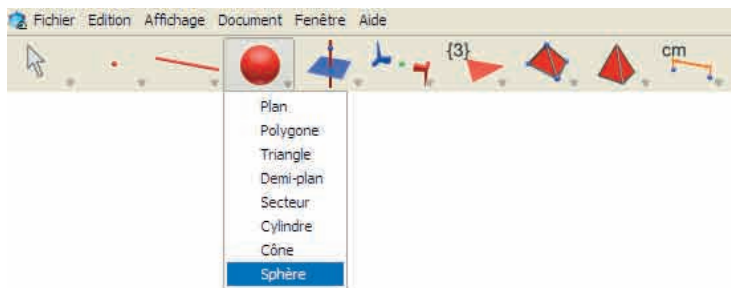 Fichier Edition Affichage Document Fenêtre Aide
{3} cm
Plan
Polygone
Triangle
Demi-plan
Secteur
Cylindre
Cône
Sphère